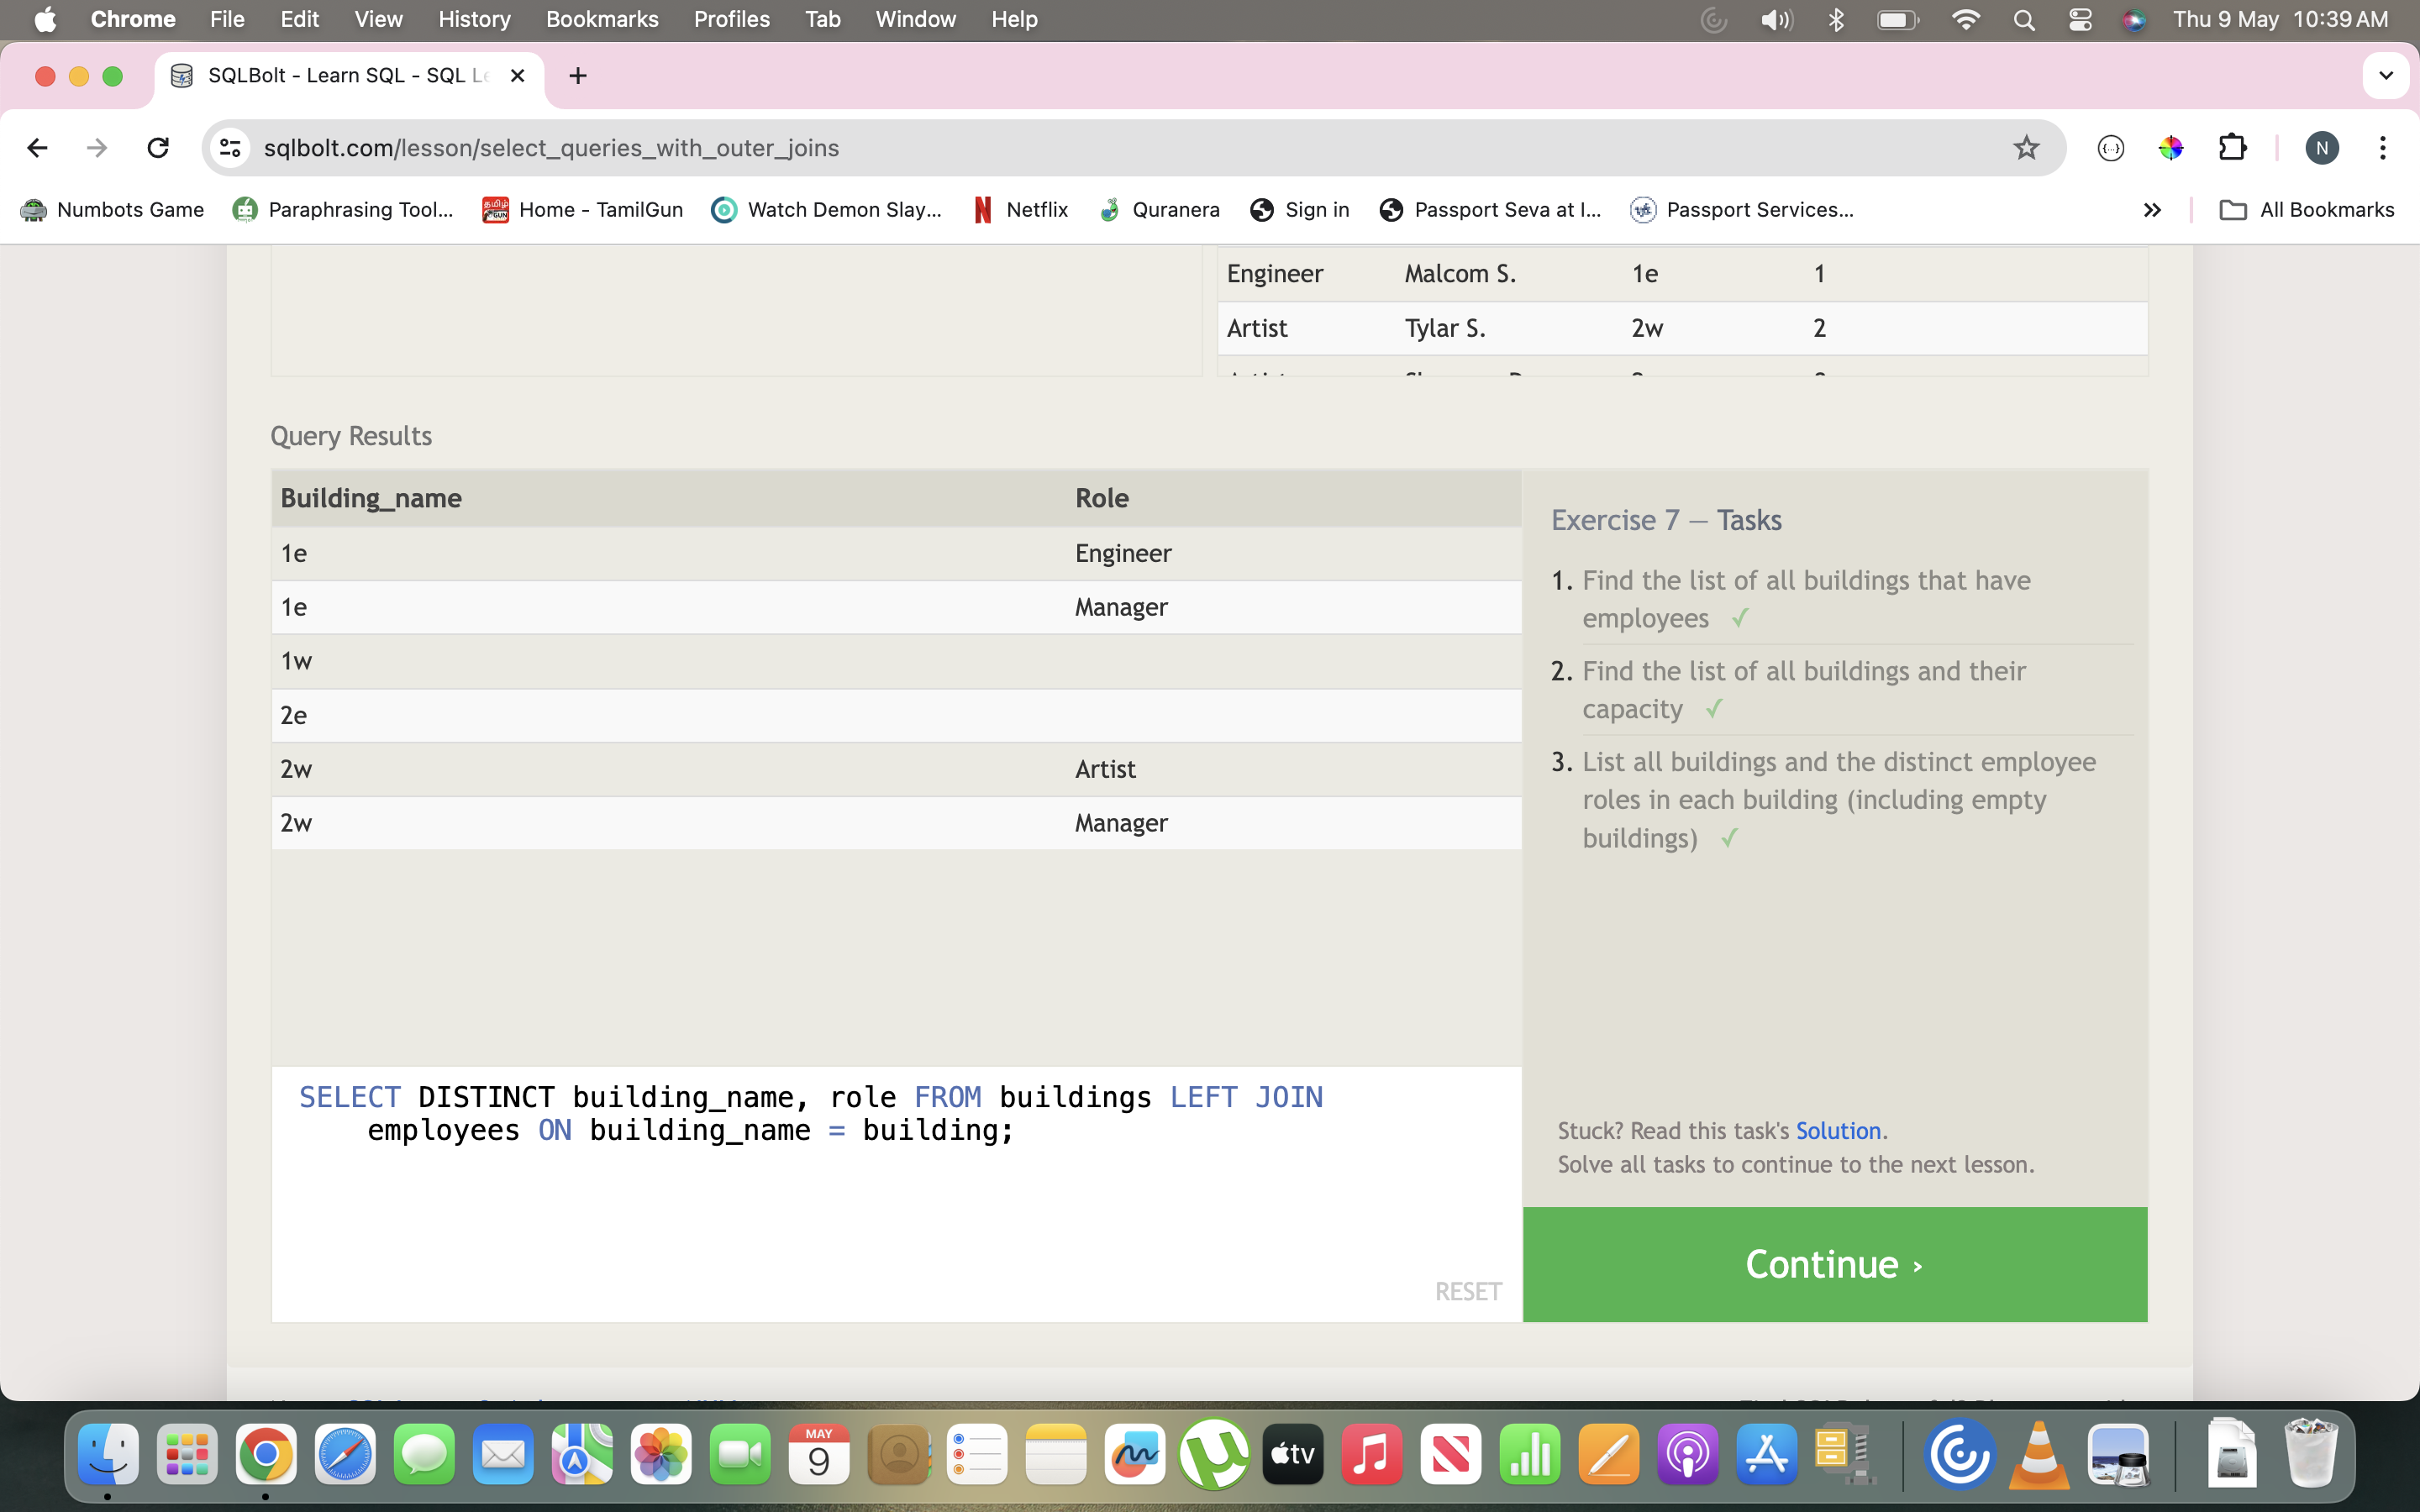 Chrome File Edit View History Bookmarks Profiles Tab Window Help Thu 9 May 10:39 AM
SQLBolt - Learn SQL - SQL Le
sqlbolt.com/lesson/select_queries_with_outer_joins N
Numbots Game Paraphrasing Tool... Home - TamilGun Watch Demon Slay... Netflix Quranera Sign in Passport Seva at I... Passport Services... All Bookmarks
Engineer Malcom S. 1e 1
Artist Tylar S. 2w 2
Query Results
Building_name Role
1e Engineer
1e Manager
1w
2e
2w Artist
2w Manager
Exercise 7 — Tasks
1. Find the list of all buildings that have
employees ✓
2. Find the list of all buildings and their
capacity ✓
3. List all buildings and the distinct employee
roles in each building (including empty
buildings) ✓
SELECT DISTINCT building_name, role FROM buildings LEFT JOIN
employees ON building_name = building;
RESET
Stuck? Read this task's Solution.
Solve all tasks to continue to the next lesson.
Continue ›
MAY
9
tv